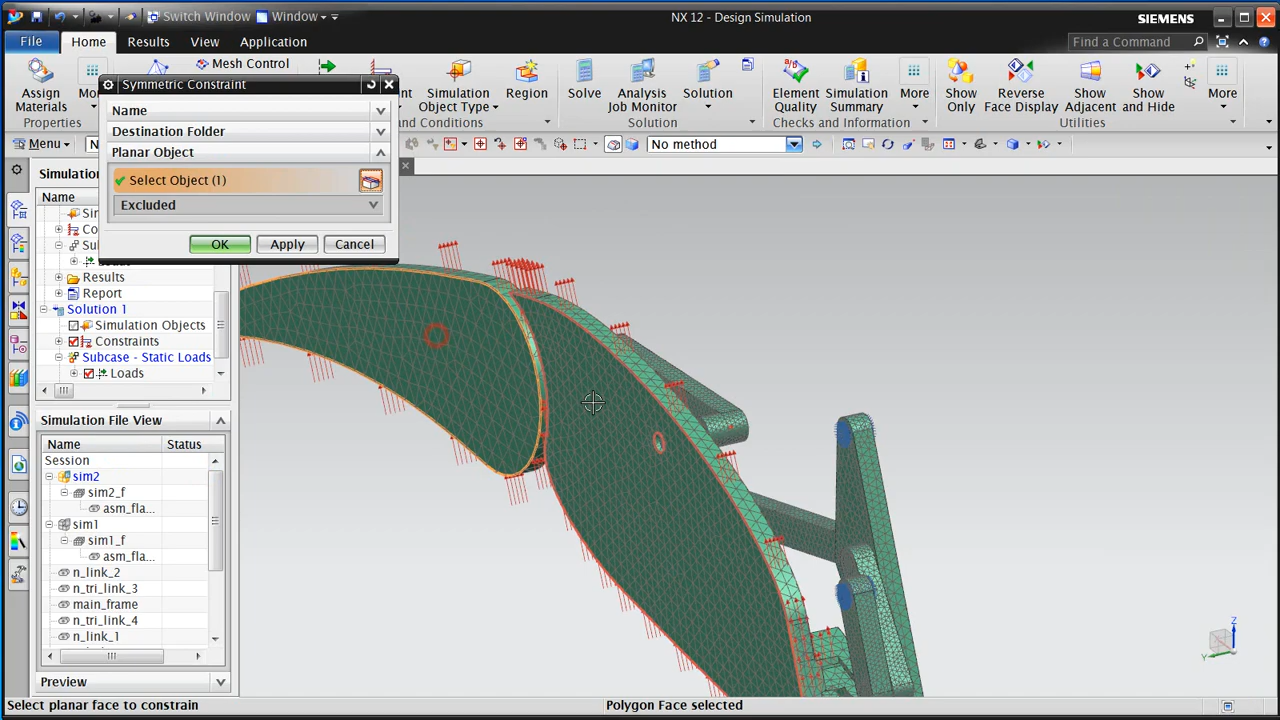 Switch Window Window NX 12 - Design Simulation SIEMENS
File Home Results View Application Find a Command
Mesh Control
Symmetric Constraint
Assign Materials Simulation Object Type Region Solve Analysis Job Monitor Solution Element Quality Simulation Summary More Show Only Reverse Face Display Show Adjacent Show and Hide More
Properties Solution Checks and Information Utilities
Menu No method
Name
Destination Folder
Planar Object
Select Object (1)
Excluded
OK Apply Cancel
Name
Results
Report
Solution 1
Simulation Objects
Constraints
Subcase - Static Loads
Loads
Simulation File View
Name Status
Session
sim2
sim2_f
asm_fla...
sim1
sim1_f
asm_fla...
n_link_2
n_tri_link_3
main_frame
n_tri_link_4
n_link_1
Preview
Z
Y
Select planar face to constrain Polygon Face selected